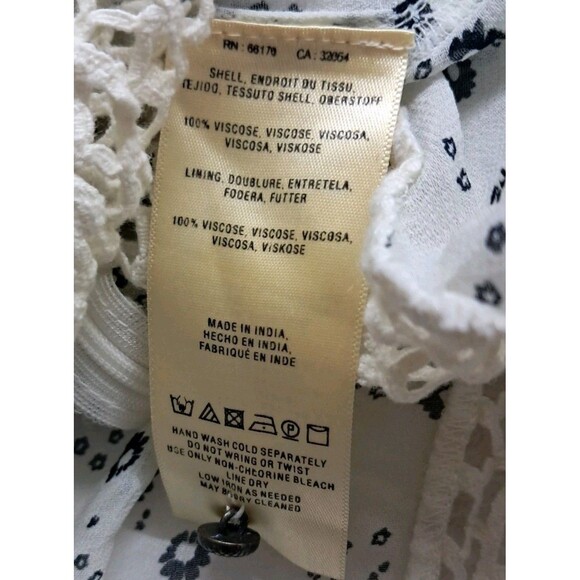 RN : 66170 CA : 32054
SHELL, ENDROIT DU TISSU,
TEJIDO, TESSUTO SHELL, OBERSTOFF
100% VISCOSE, VISCOSE, VISCOSA,
VISCOSA, VISKOSE
LINING, DOUBLURE, ENTRETELA,
FODERA, FUTTER
100% VISCOSE, VISCOSE, VISCOSA,
VISCOSA, VISKOSE
MADE IN INDIA,
HECHO EN INDIA,
FABRIQUÉ EN INDE
HAND WASH COLD SEPARATELY
DO NOT WRING OR TWIST
USE ONLY NON-CHLORINE BLEACH
LINE DRY
LOW IRON AS NEEDED
MAY BE DRY CLEANED